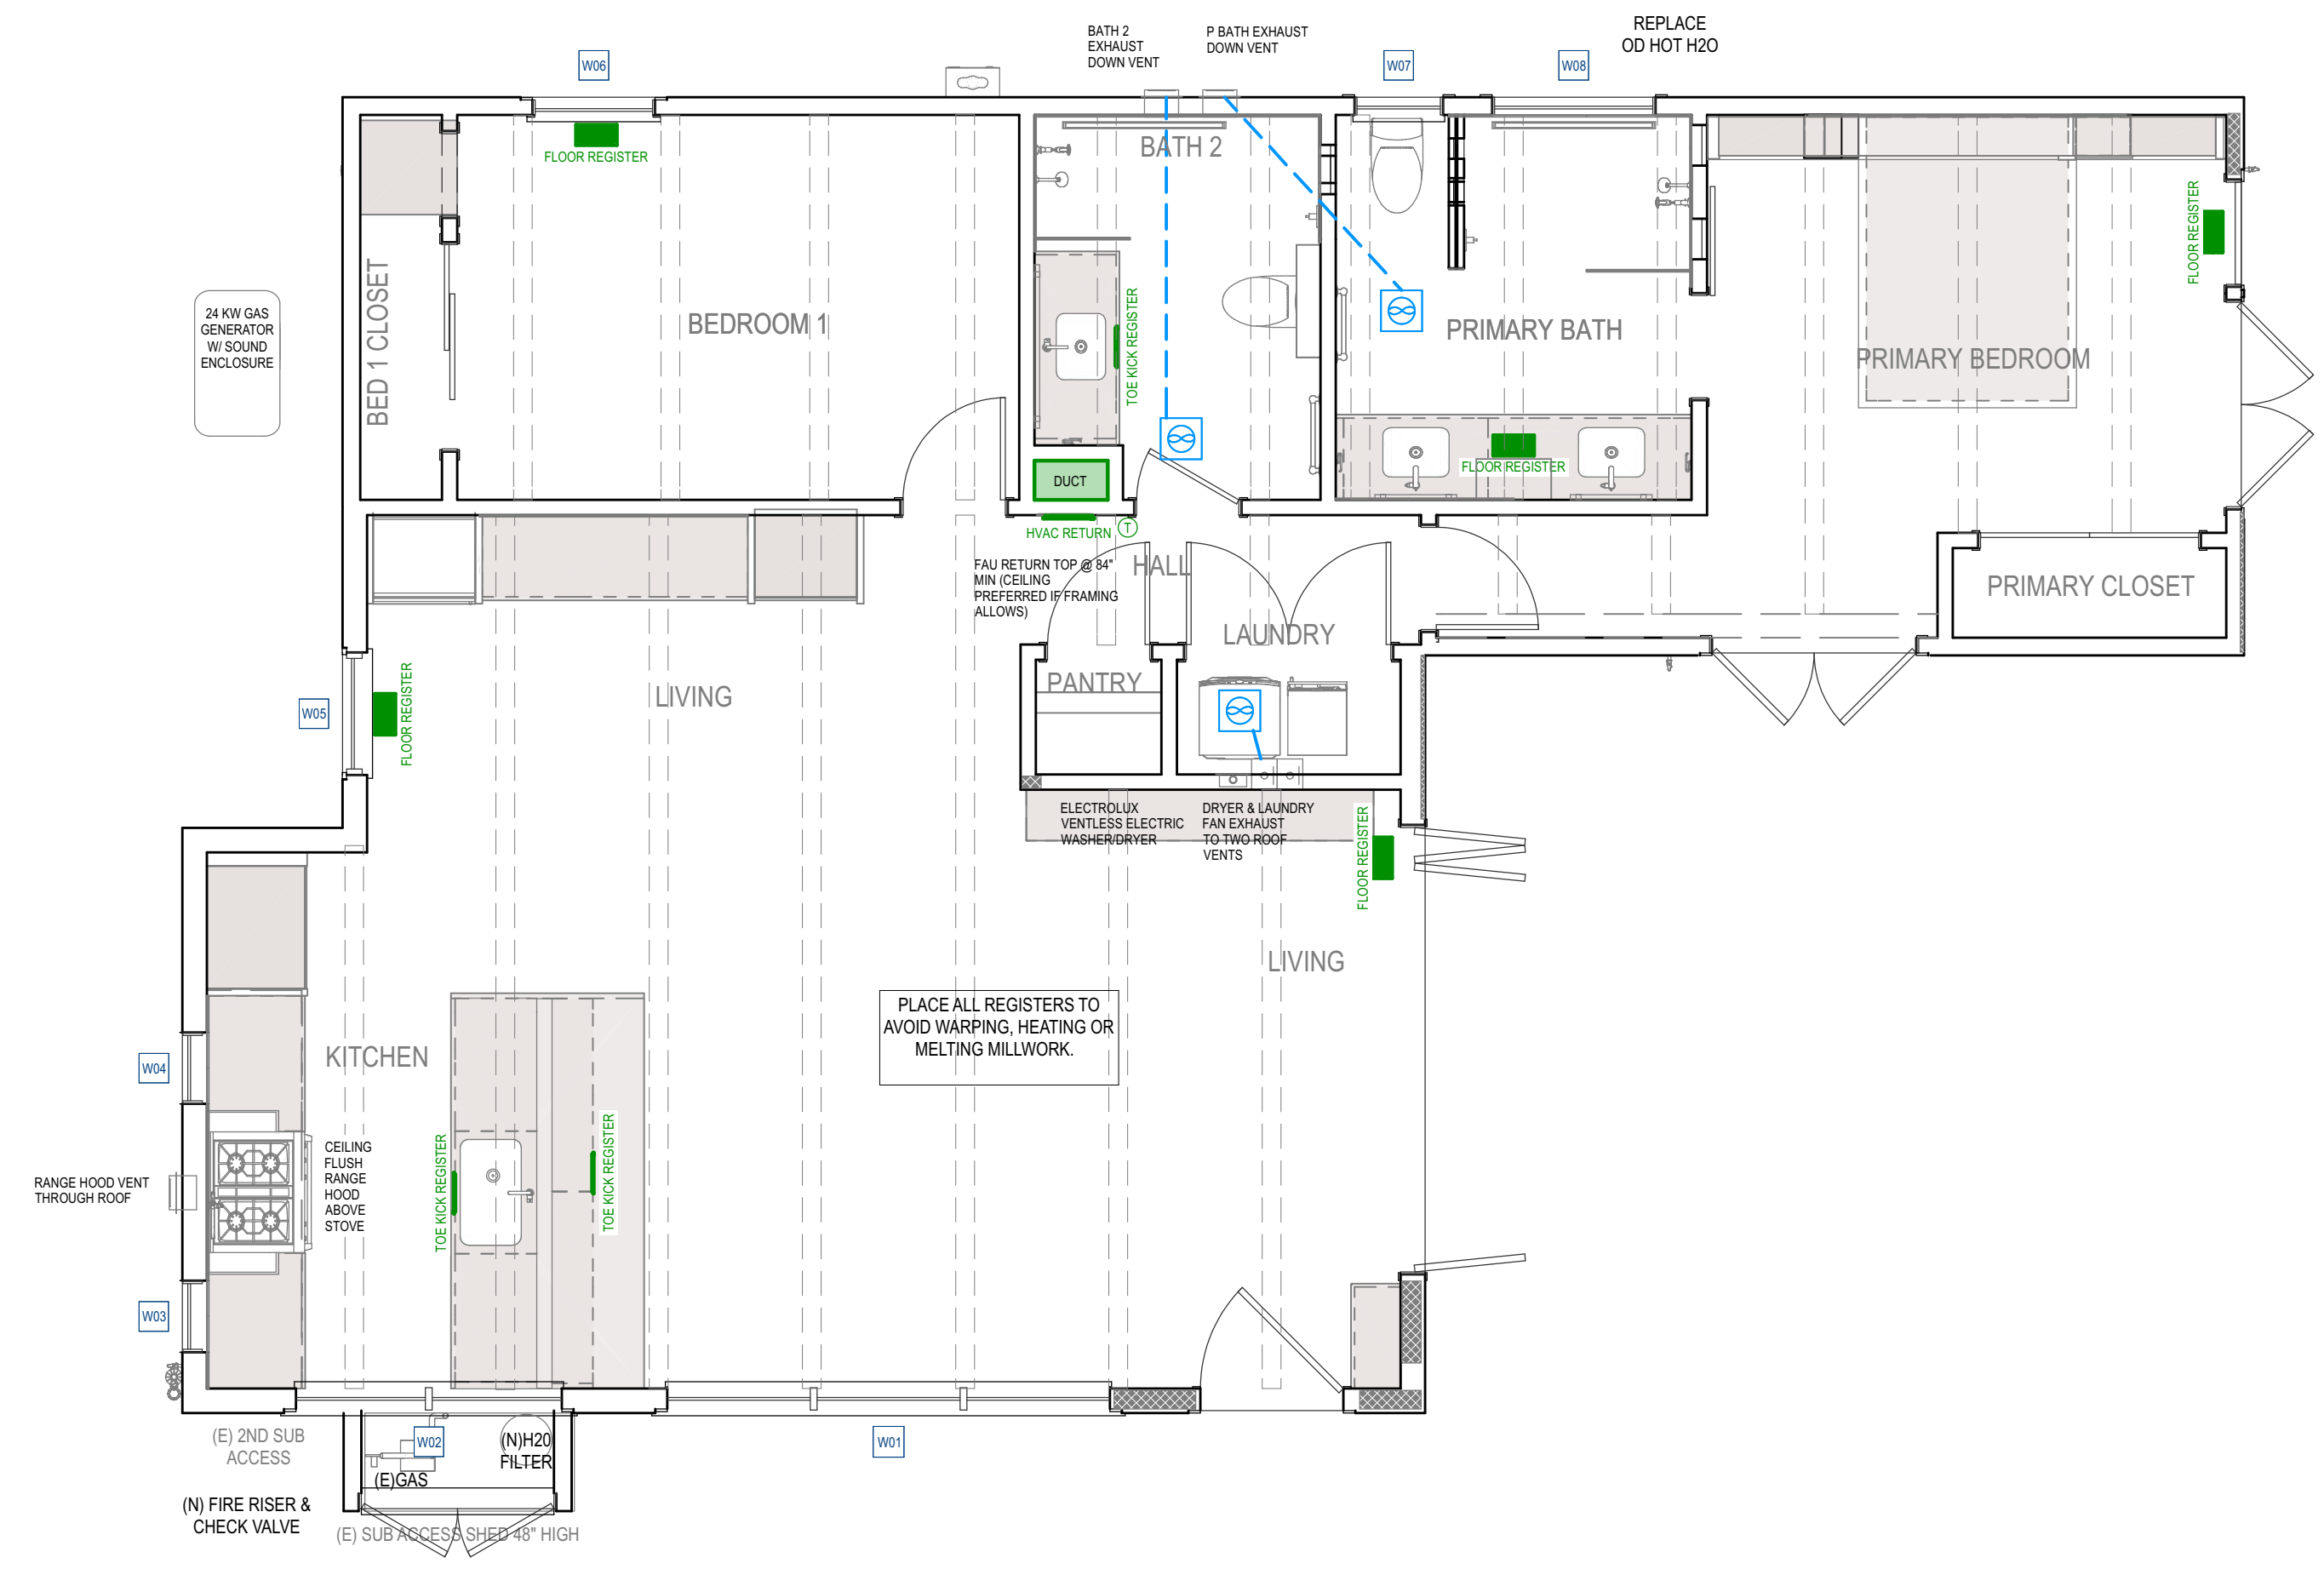 REPLACE
OD HOT H2O
BATH 2
EXHAUST
DOWN VENT
P BATH EXHAUST
DOWN VENT
W06
W07
W08
FLOOR REGISTER
BATH 2
FLOOR REGISTER
24 KW GAS
GENERATOR
W/ SOUND
ENCLOSURE
BED 1 CLOSET
BEDROOM 1
TOE KICK REGISTER
PRIMARY BATH
PRIMARY BEDROOM
FLOOR REGISTER
DUCT
HVAC RETURN
T
FAU RETURN TOP @ 84"
MIN (CEILING
PREFERRED IF FRAMING
ALLOWS)
HALL
PRIMARY CLOSET
LAUNDRY
PANTRY
LIVING
W05
FLOOR REGISTER
ELECTROLUX
VENTLESS ELECTRIC
WASHER/DRYER
DRYER & LAUNDRY
FAN EXHAUST
TO TWO ROOF
VENTS
FLOOR REGISTER
LIVING
PLACE ALL REGISTERS TO
AVOID WARPING, HEATING OR
MELTING MILLWORK.
KITCHEN
W04
CEILING
FLUSH
RANGE
HOOD
ABOVE
STOVE
TOE KICK REGISTER
TOE KICK REGISTER
RANGE HOOD VENT
THROUGH ROOF
W03
(E) 2ND SUB
ACCESS
W02
(N)H20
FILTER
W01
(E)GAS
(N) FIRE RISER &
CHECK VALVE
(E) SUB ACCESS SHED 48" HIGH